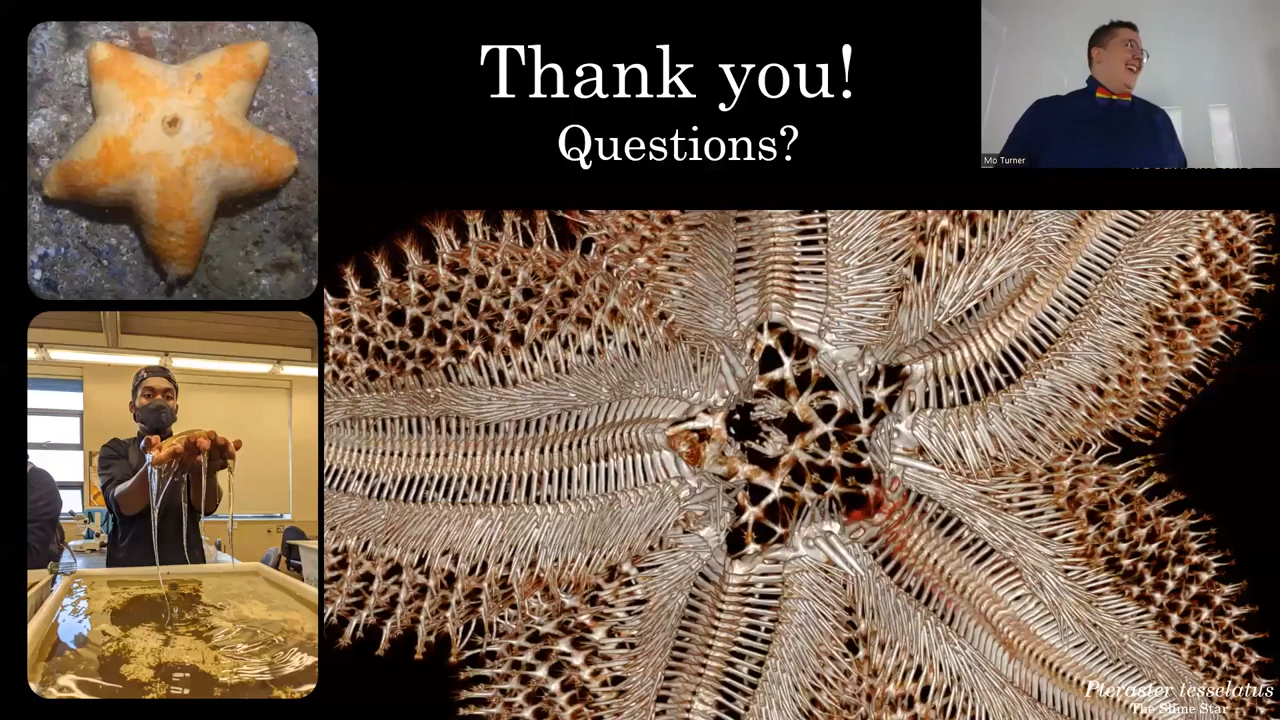 Thank you!
Questions?
Mo Turner
Pteraster tesselatus
The Slime Star